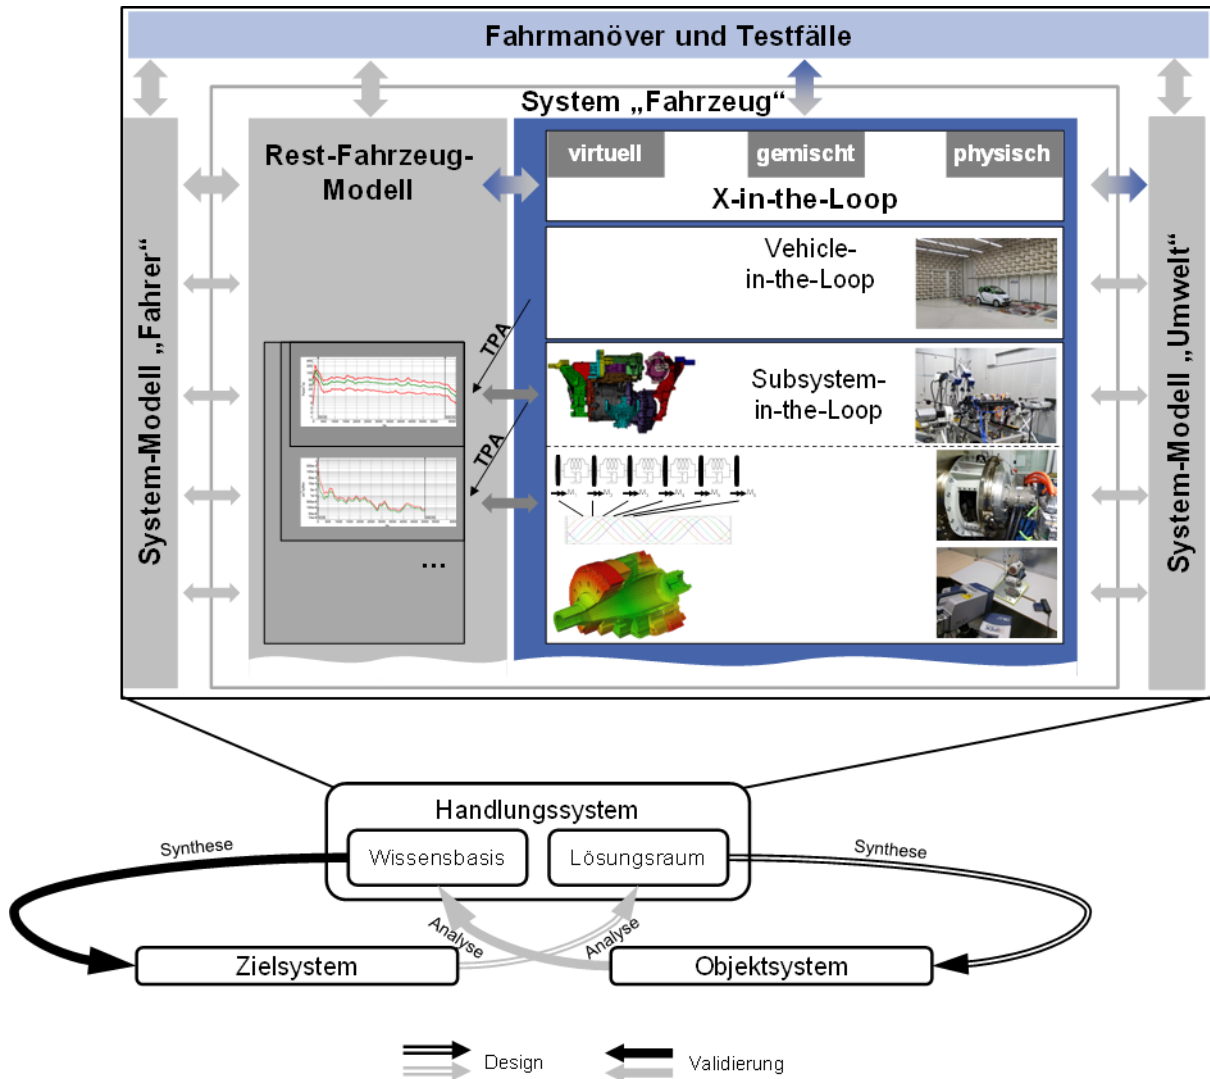 Fahrmanöver und Testfälle
System „Fahrzeug“
System-Modell „Fahrer“
Rest-Fahrzeug-
Modell
virtuell
gemischt
physisch
X-in-the-Loop
Vehicle-
in-the-Loop
TPA
Subsystem-
in-the-Loop
TPA
...
System-Modell „Umwelt“
Handlungssystem
Wissensbasis
Lösungsraum
Synthese
Synthese
Analyse
Analyse
Zielsystem
Objektsystem
Design
Validierung